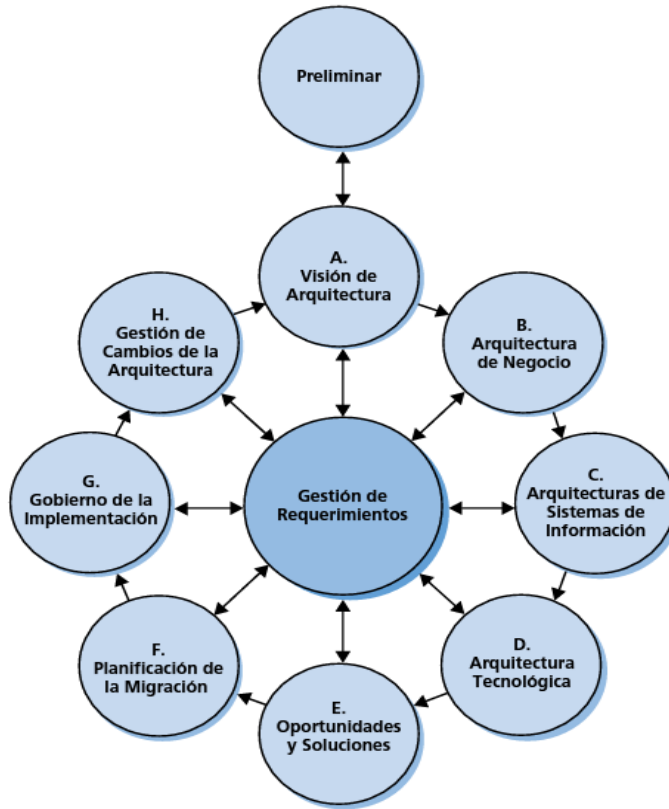 Preliminar
A.
Visión de
Arquitectura
B.
Arquitectura
de Negocio
C.
Arquitecturas de
Sistemas de
Información
D.
Arquitectura
Tecnológica
E.
Oportunidades
y Soluciones
F.
Planificación de
la Migración
G.
Gobierno de la
Implementación
H.
Gestión de
Cambios de la
Arquitectura
Gestión de
Requerimientos